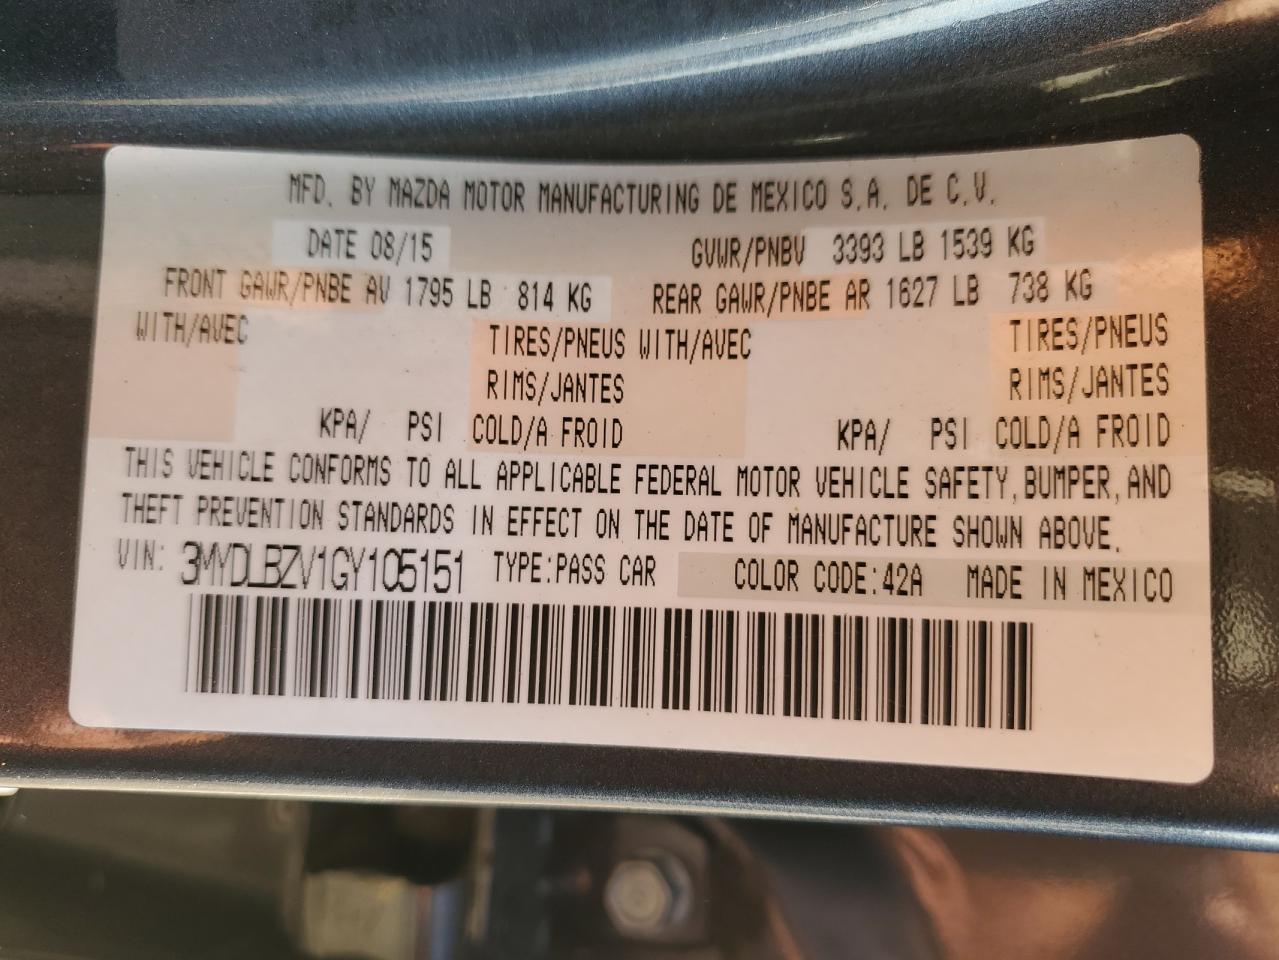 MFD. BY MAZDA MOTOR MANUFACTURING DE MEXICO S.A. DE C.V.
DATE 08/15 GVWR/PNBV 3393 LB 1539 KG
FRONT GAWR/PNBE AV 1795 LB 814 KG REAR GAWR/PNBE AR 1627 LB 738 KG
WITH/AVEC TIRES/PNEUS WITH/AVEC TIRES/PNEUS
RIMS/JANTES RIMS/JANTES
KPA/ PSI COLD/A FROID KPA/ PSI COLD/A FROID
THIS VEHICLE CONFORMS TO ALL APPLICABLE FEDERAL MOTOR VEHICLE SAFETY, BUMPER, AND
THEFT PREVENTION STANDARDS IN EFFECT ON THE DATE OF MANUFACTURE SHOWN ABOVE.
VIN: 3MYDLBZV1GY105151 TYPE:PASS CAR COLOR CODE:42A MADE IN MEXICO